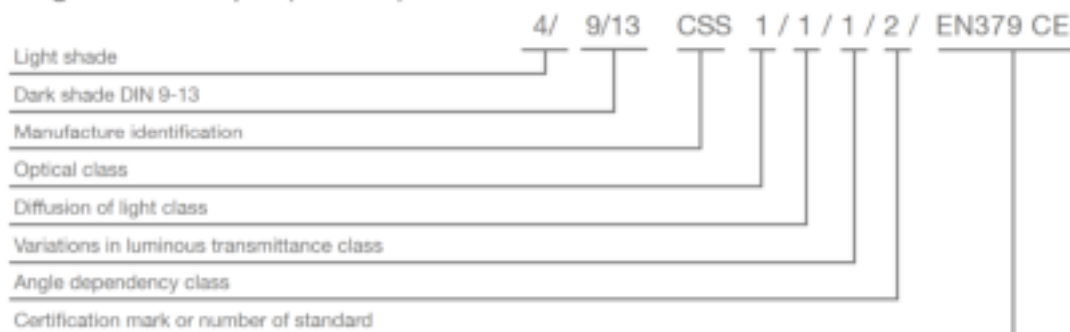 4/ 9/13 CSS 1 / 1 / 1 / 2 / EN379 CE
Light shade
Dark shade DIN 9-13
Manufacture identification
Optical class
Diffusion of light class
Variations in luminous transmittance class
Angle dependency class
Certification mark or number of standard